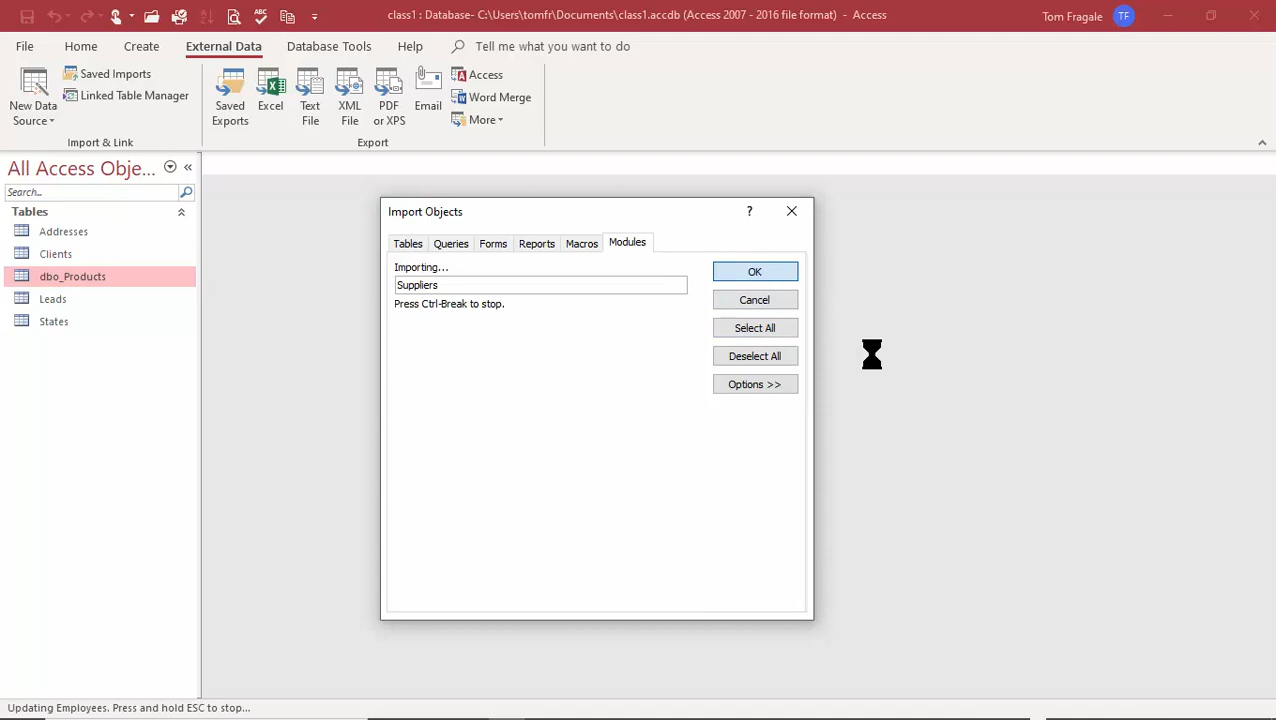 class1 : Database- C:\Users\tomfr\Documents\class1.accdb (Access 2007 - 2016 file format) - Access
Tom Fragale
TF
File
Home
Create
External Data
Database Tools
Help
Tell me what you want to do
New Data
Source
Saved Imports
Linked Table Manager
Import & Link
Saved
Exports
Excel
Text
File
XML
File
PDF
or XPS
Email
Access
Word Merge
More
Export
All Access Obje...
Search...
Tables
Addresses
Clients
dbo_Products
Leads
States
Import Objects
?
Tables
Queries
Forms
Reports
Macros
Modules
Importing...
Suppliers
Press Ctrl-Break to stop.
OK
Cancel
Select All
Deselect All
Options >>
Updating Employees. Press and hold ESC to stop...